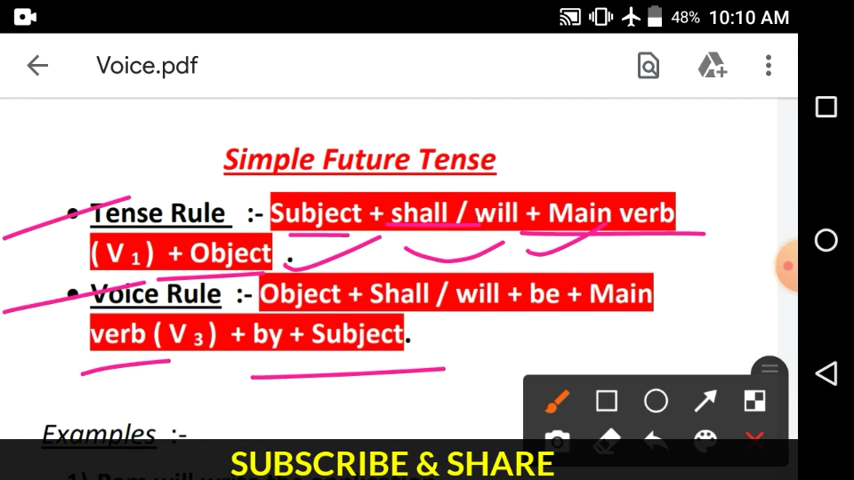 48% 10:10 AM
Voice.pdf
Simple Future Tense
• Tense Rule :- Subject + shall / will + Main verb
( V 1 ) + Object .
• Voice Rule :- Object + Shall / will + be + Main
verb ( V 3 ) + by + Subject.
Examples :-
SUBSCRIBE & SHARE